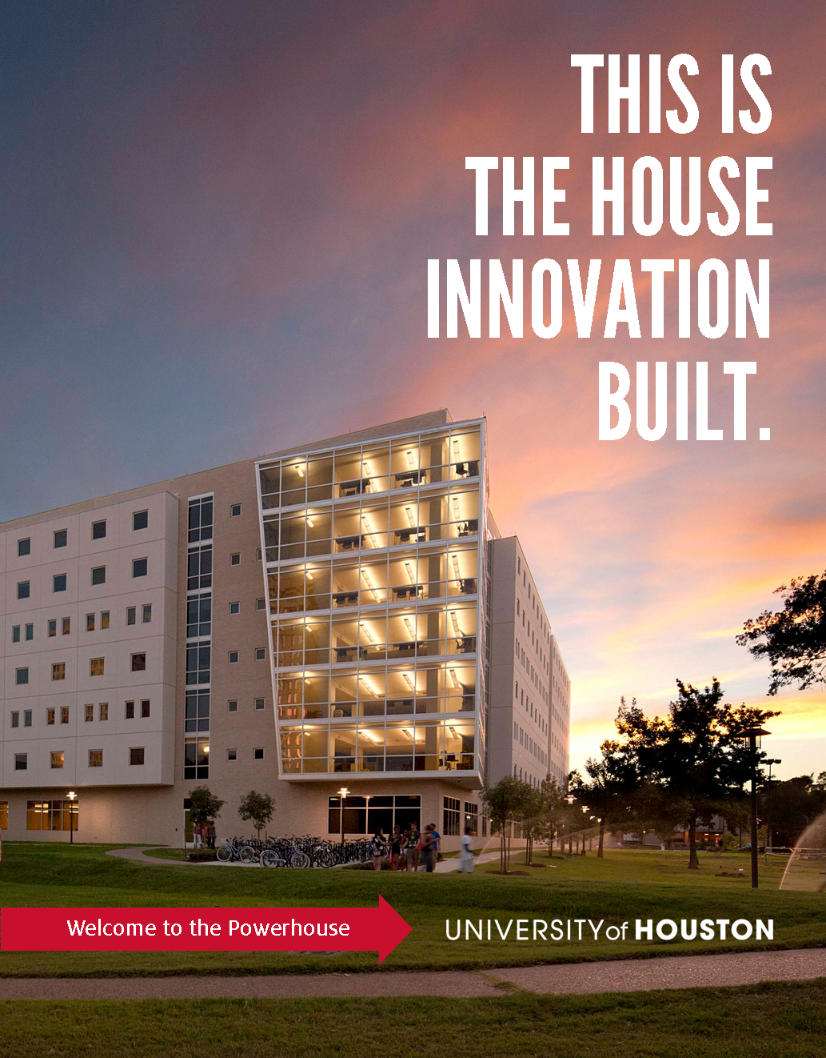 THIS IS
THE HOUSE
INNOVATION
BUILT.
Welcome to the Powerhouse
UNIVERSITYof HOUSTON